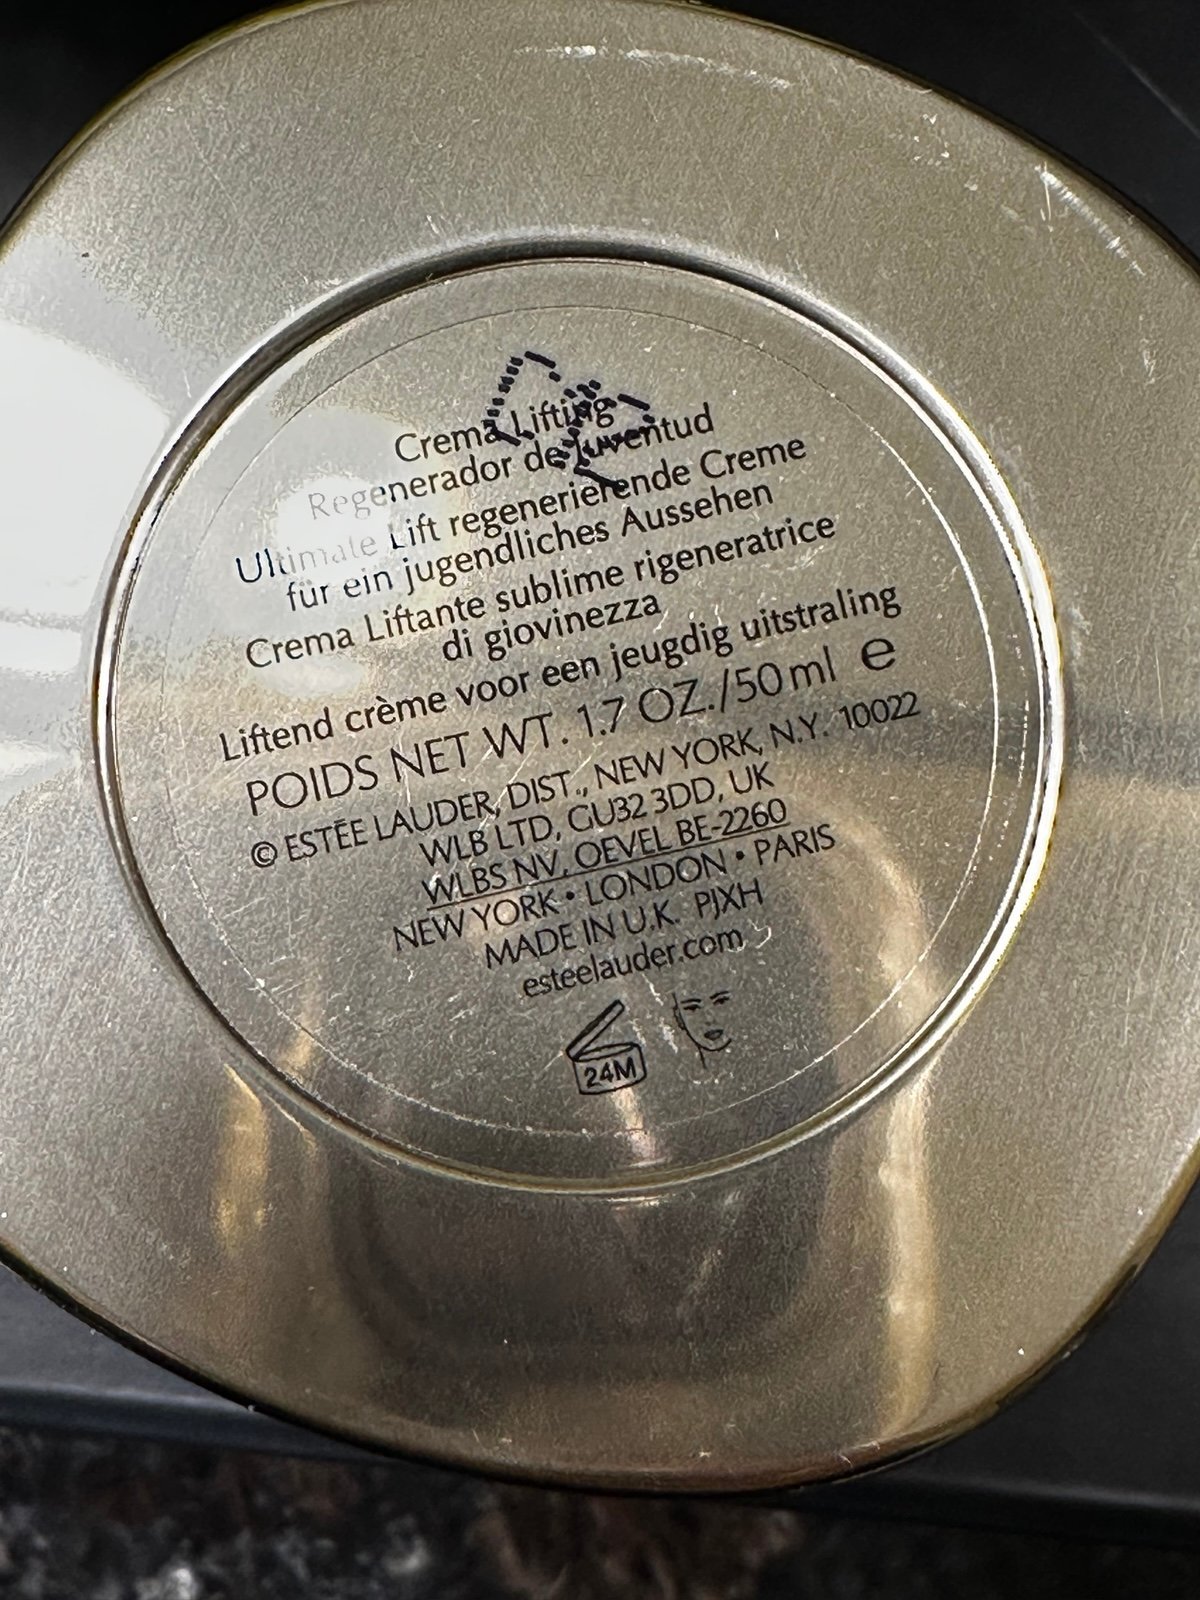 Crema Lifting
Regenerador de Juventud
Ultimate Lift regenerierende Creme
für ein jugendliches Aussehen
Crema Liftante sublime rigeneratrice
di giovinezza
Liftend crème voor een jeugdig uitstraling
POIDS NET WT. 1.7 OZ./50 ml e
© ESTÉE LAUDER, DIST., NEW YORK, N.Y. 10022
WLB LTD, GU32 3DD, UK
WLBS NV, OEVEL BE-2260
NEW YORK • LONDON • PARIS
MADE IN U.K. PJXH
esteelauder.com
24M